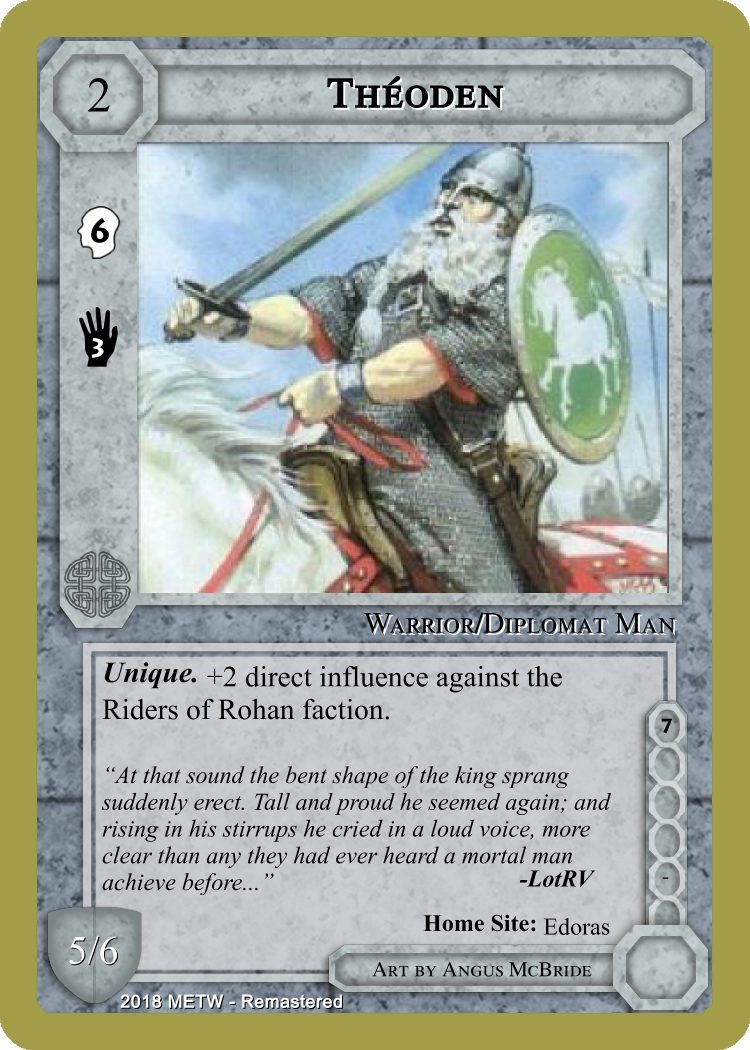 2
THÉODEN
6
3
WARRIOR/DIPLOMAT MAN
Unique. +2 direct influence against the
Riders of Rohan faction.
7
“At that sound the bent shape of the king sprang
suddenly erect. Tall and proud he seemed again; and
rising in his stirrups he cried in a loud voice, more
clear than any they had ever heard a mortal man
achieve before...”
-LotRV
-
Home Site: Edoras
5/6
ART BY ANGUS MCBRIDE
2018 METW - Remastered